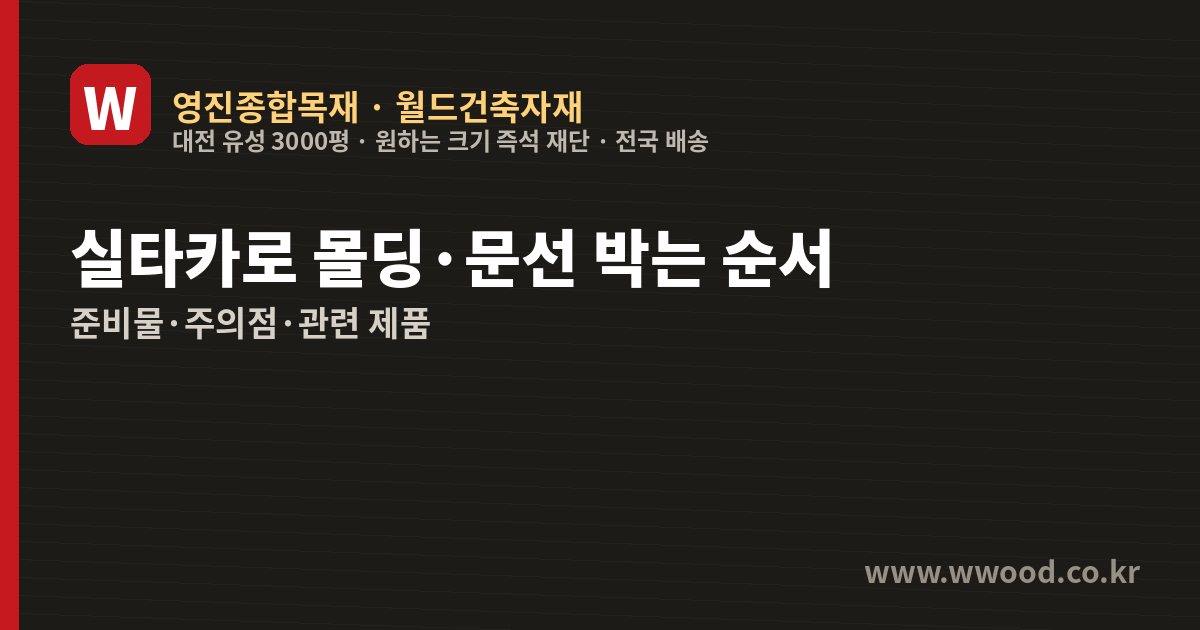 W
영진종합목재 · 월드건축자재
대전 유성 3000평 · 원하는 크기 즉석 재단 · 전국 배송
실타카로 몰딩·문선 박는 순서
준비물·주의점·관련 제품
www.wwood.co.kr